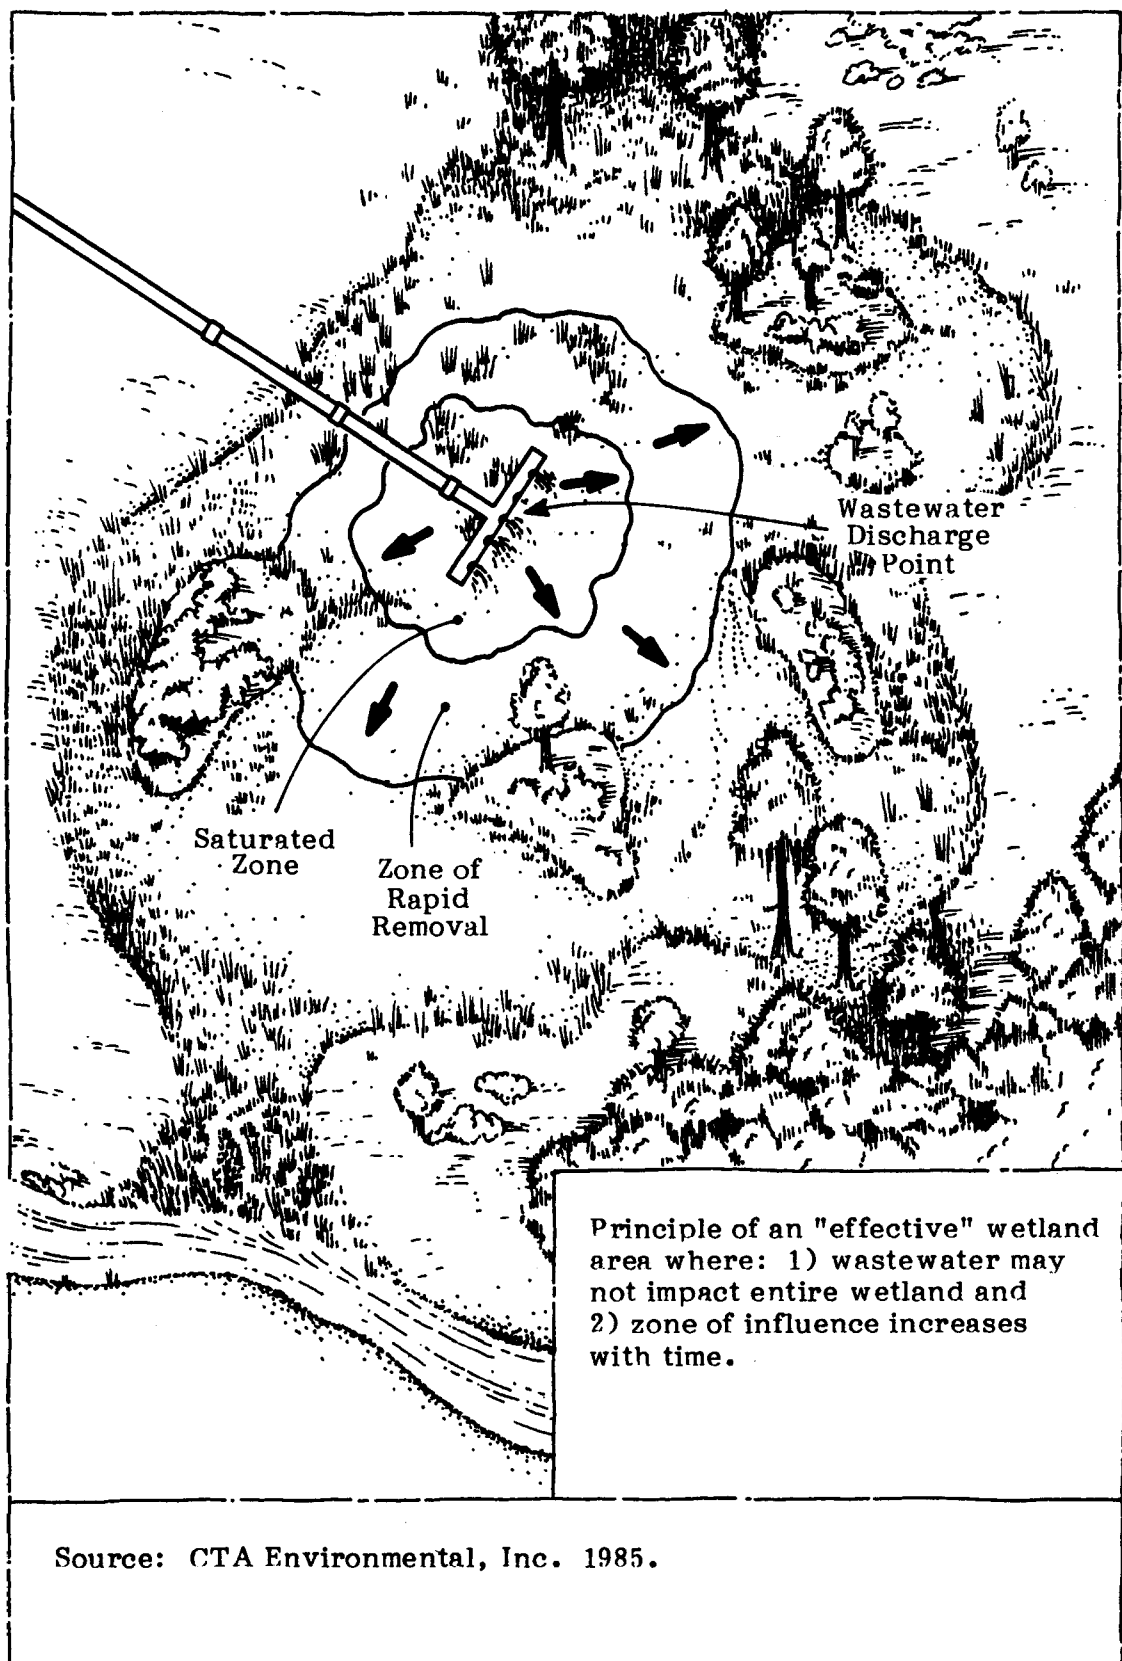 Wastewater
Discharge
Point
Saturated
Zone
Zone of
Rapid
Removal
Principle of an "effective" wetland
area where: 1) wastewater may
not impact entire wetland and
2) zone of influence increases
with time.
Source: CTA Environmental, Inc. 1985.